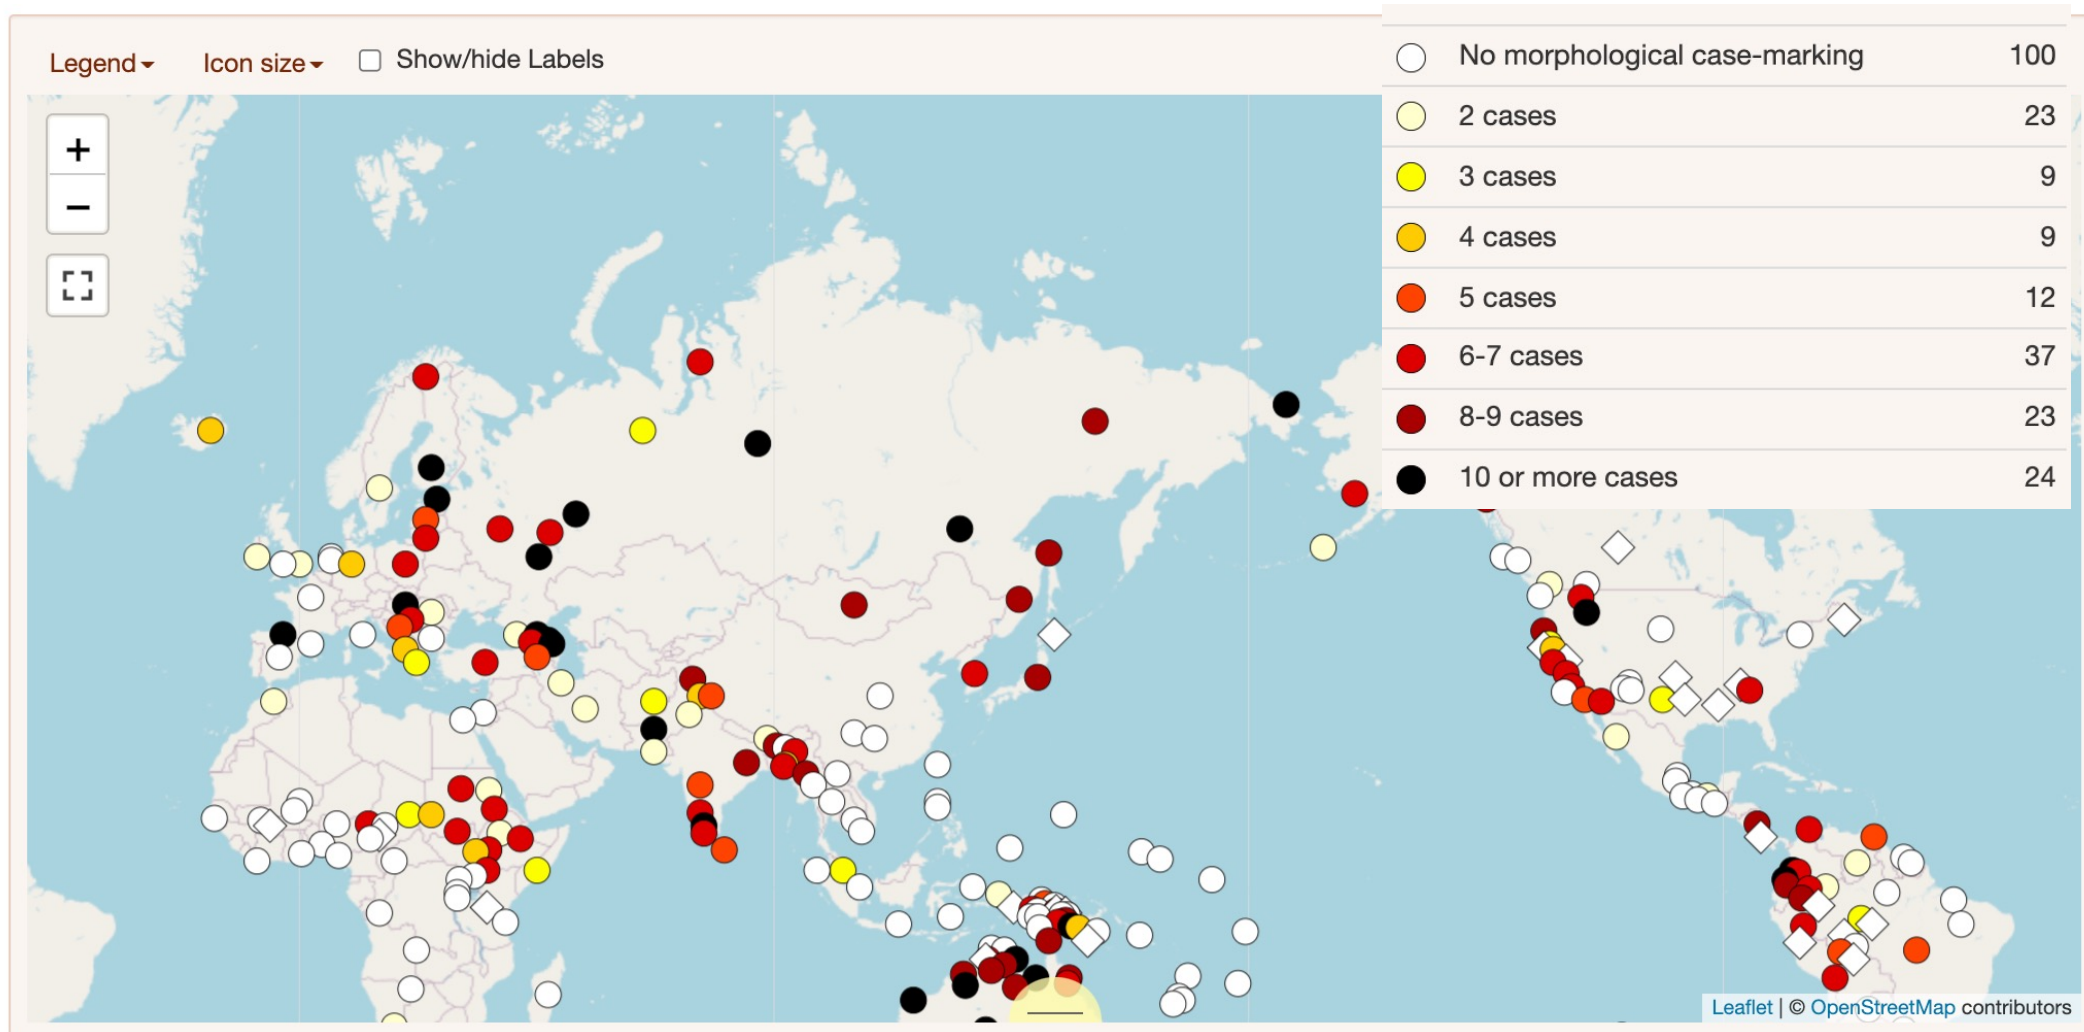 Legend
Icon size
Show/hide Labels
+
−
No morphological case-marking 100
2 cases 23
3 cases 9
4 cases 9
5 cases 12
6-7 cases 37
8-9 cases 23
10 or more cases 24
Leaflet | © OpenStreetMap contributors